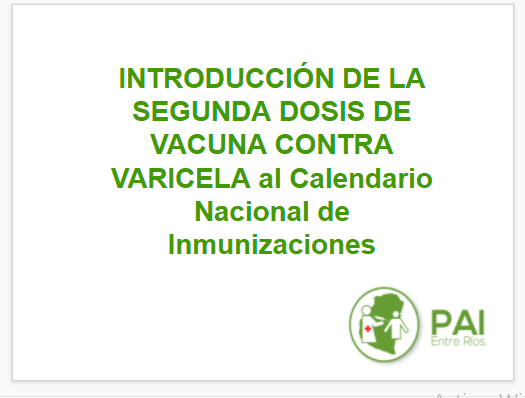 INTRODUCCIÓN DE LA
SEGUNDA DOSIS DE
VACUNA CONTRA
VARICELA al Calendario
Nacional de
Inmunizaciones
PAI
Entre Ríos